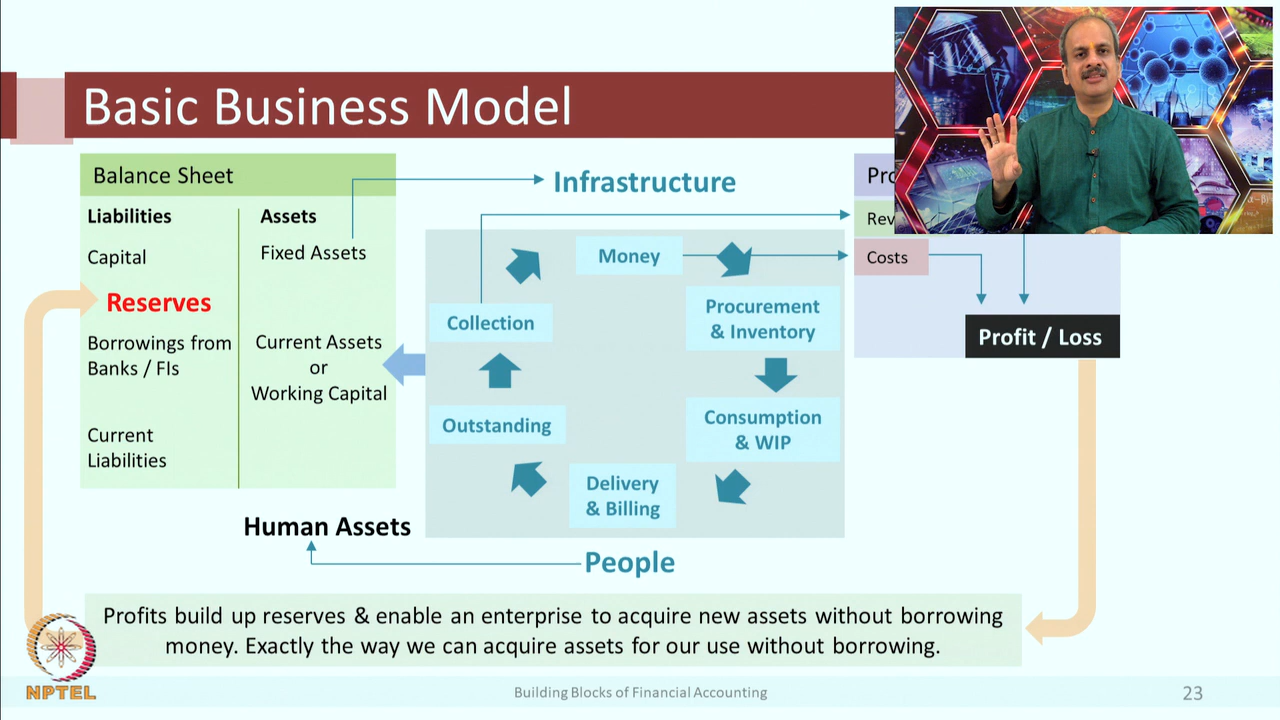 Basic Business Model
Balance Sheet
Liabilities
Assets
Capital
Fixed Assets
Reserves
Borrowings from
Banks / FIs
Current Assets
or
Working Capital
Current
Liabilities
Human Assets
Infrastructure
Money
Procurement
& Inventory
Consumption
& WIP
Delivery
& Billing
Outstanding
Collection
People
Costs
Profit / Loss
Profits build up reserves & enable an enterprise to acquire new assets without borrowing
money. Exactly the way we can acquire assets for our use without borrowing.
NPTEL
Building Blocks of Financial Accounting
23